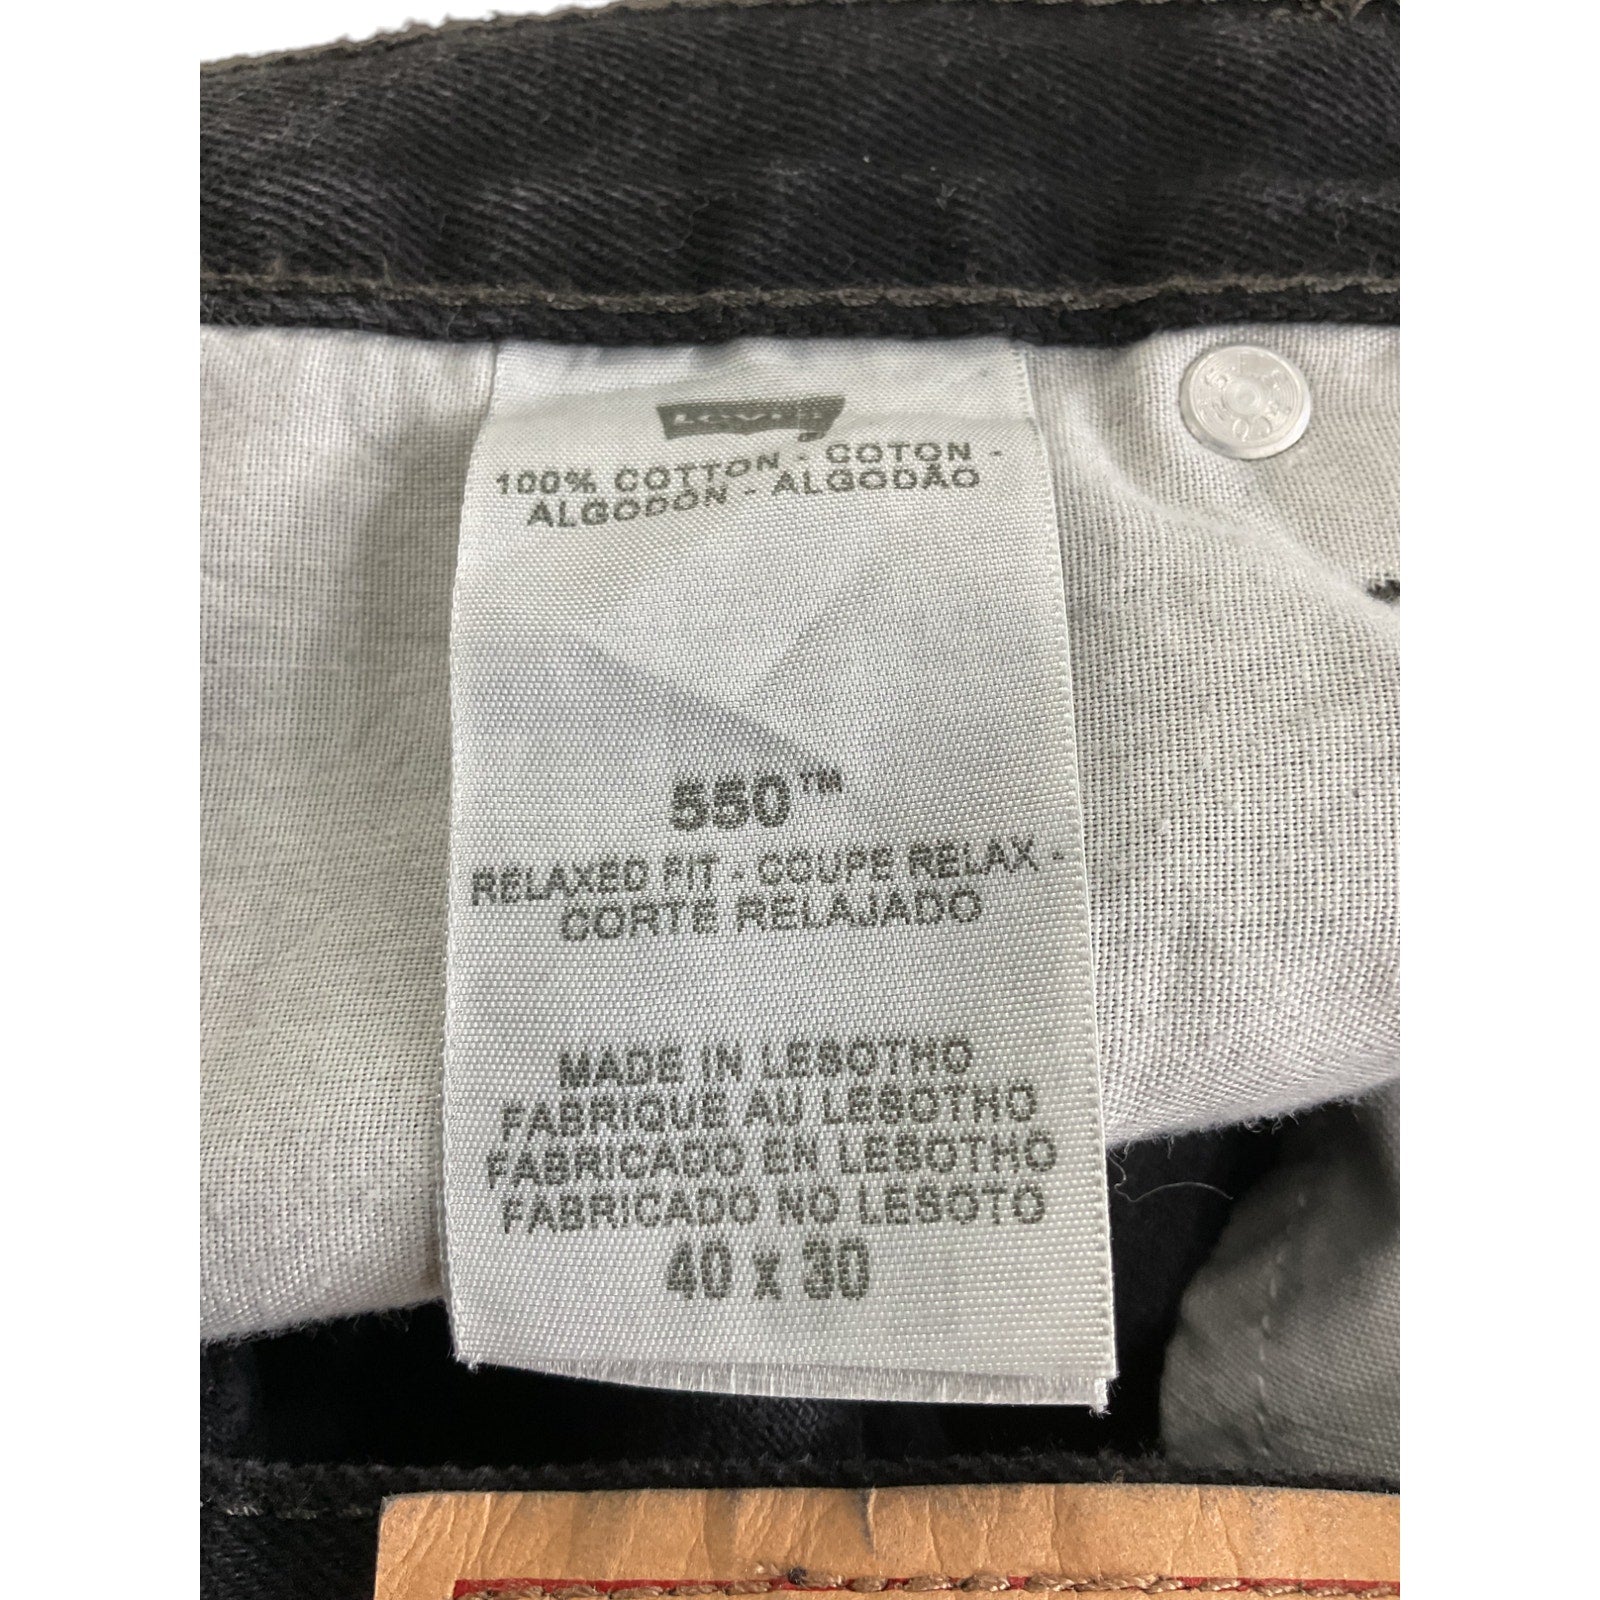 LEVI'S
100% COTTON - COTON -
ALGODÓN - ALGODÃO
550™
RELAXED FIT - COUPE RELAX -
CORTE RELAJADO
MADE IN LESOTHO
FABRIQUE AU LESOTHO
FABRICADO EN LESOTHO
FABRICADO NO LESOTO
40 x 30